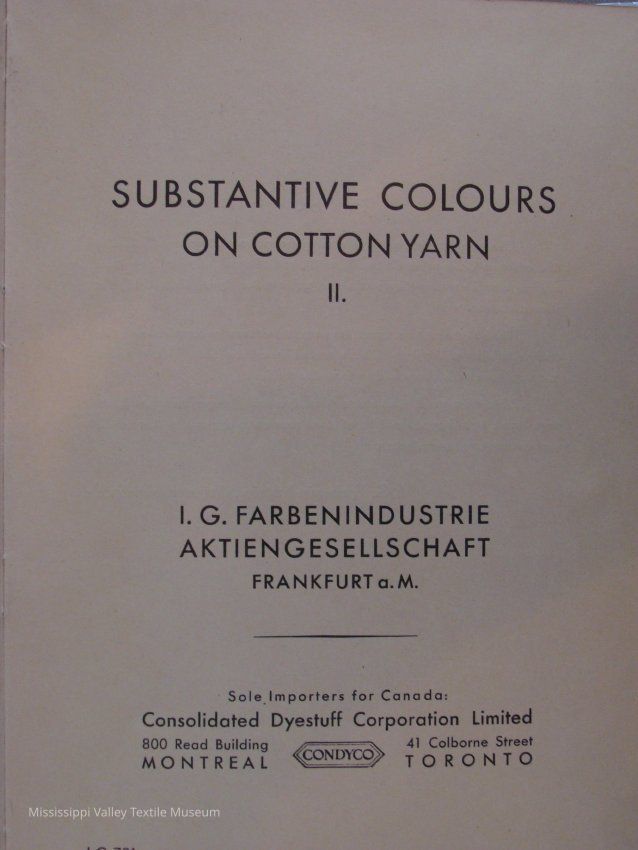 SUBSTANTIVE COLOURS
ON COTTON YARN
II.
I. G. FARBENINDUSTRIE
AKTIENGESELLSCHAFT
FRANKFURT a. M.
Sole Importers for Canada:
Consolidated Dyestuff Corporation Limited
800 Read Building
MONTREAL
CONDYCO
41 Colborne Street
TORONTO
Mississippi Valley Textile Museum